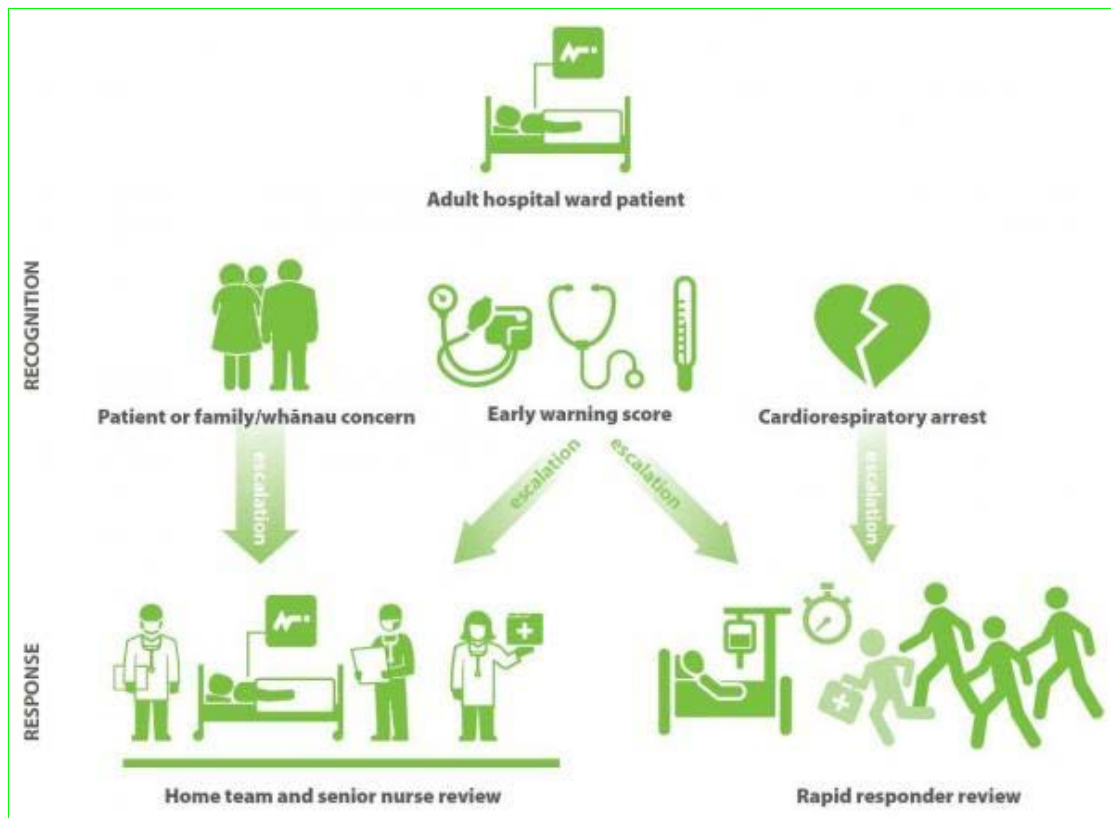 Adult hospital ward patient
RECOGNITION
Patient or family/whānau concern
Early warning score
Cardiorespiratory arrest
escalation
escalation
escalation
escalation
RESPONSE
Home team and senior nurse review
Rapid responder review